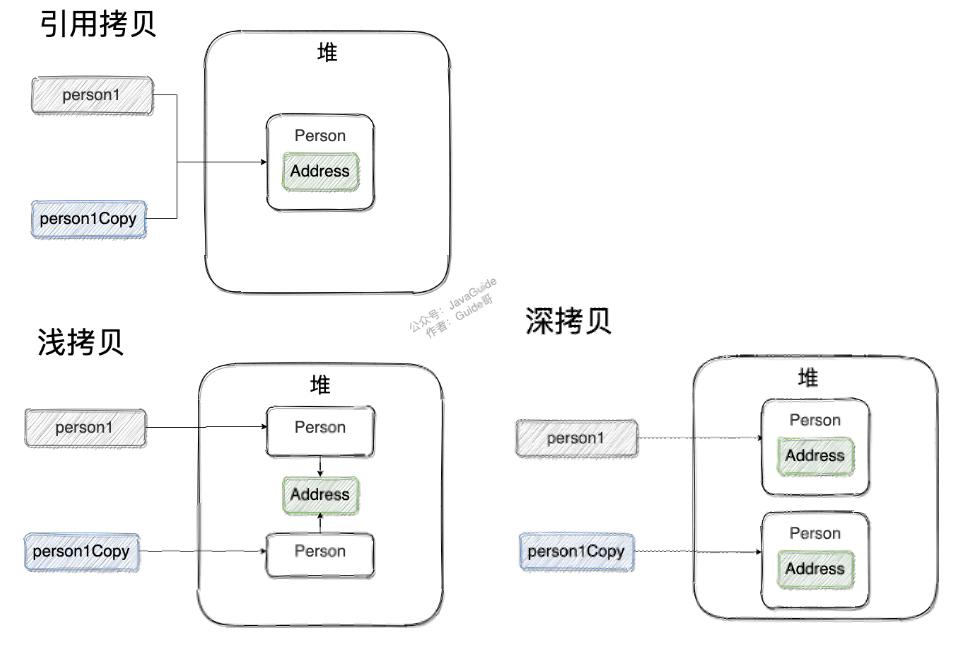 引用拷贝
堆
person1
Person
Address
person1Copy
公众号：JavaGuide
作者：Guide哥
浅拷贝
堆
person1
Person
Address
person1Copy
Person
深拷贝
堆
person1
Person
Address
person1Copy
Person
Address